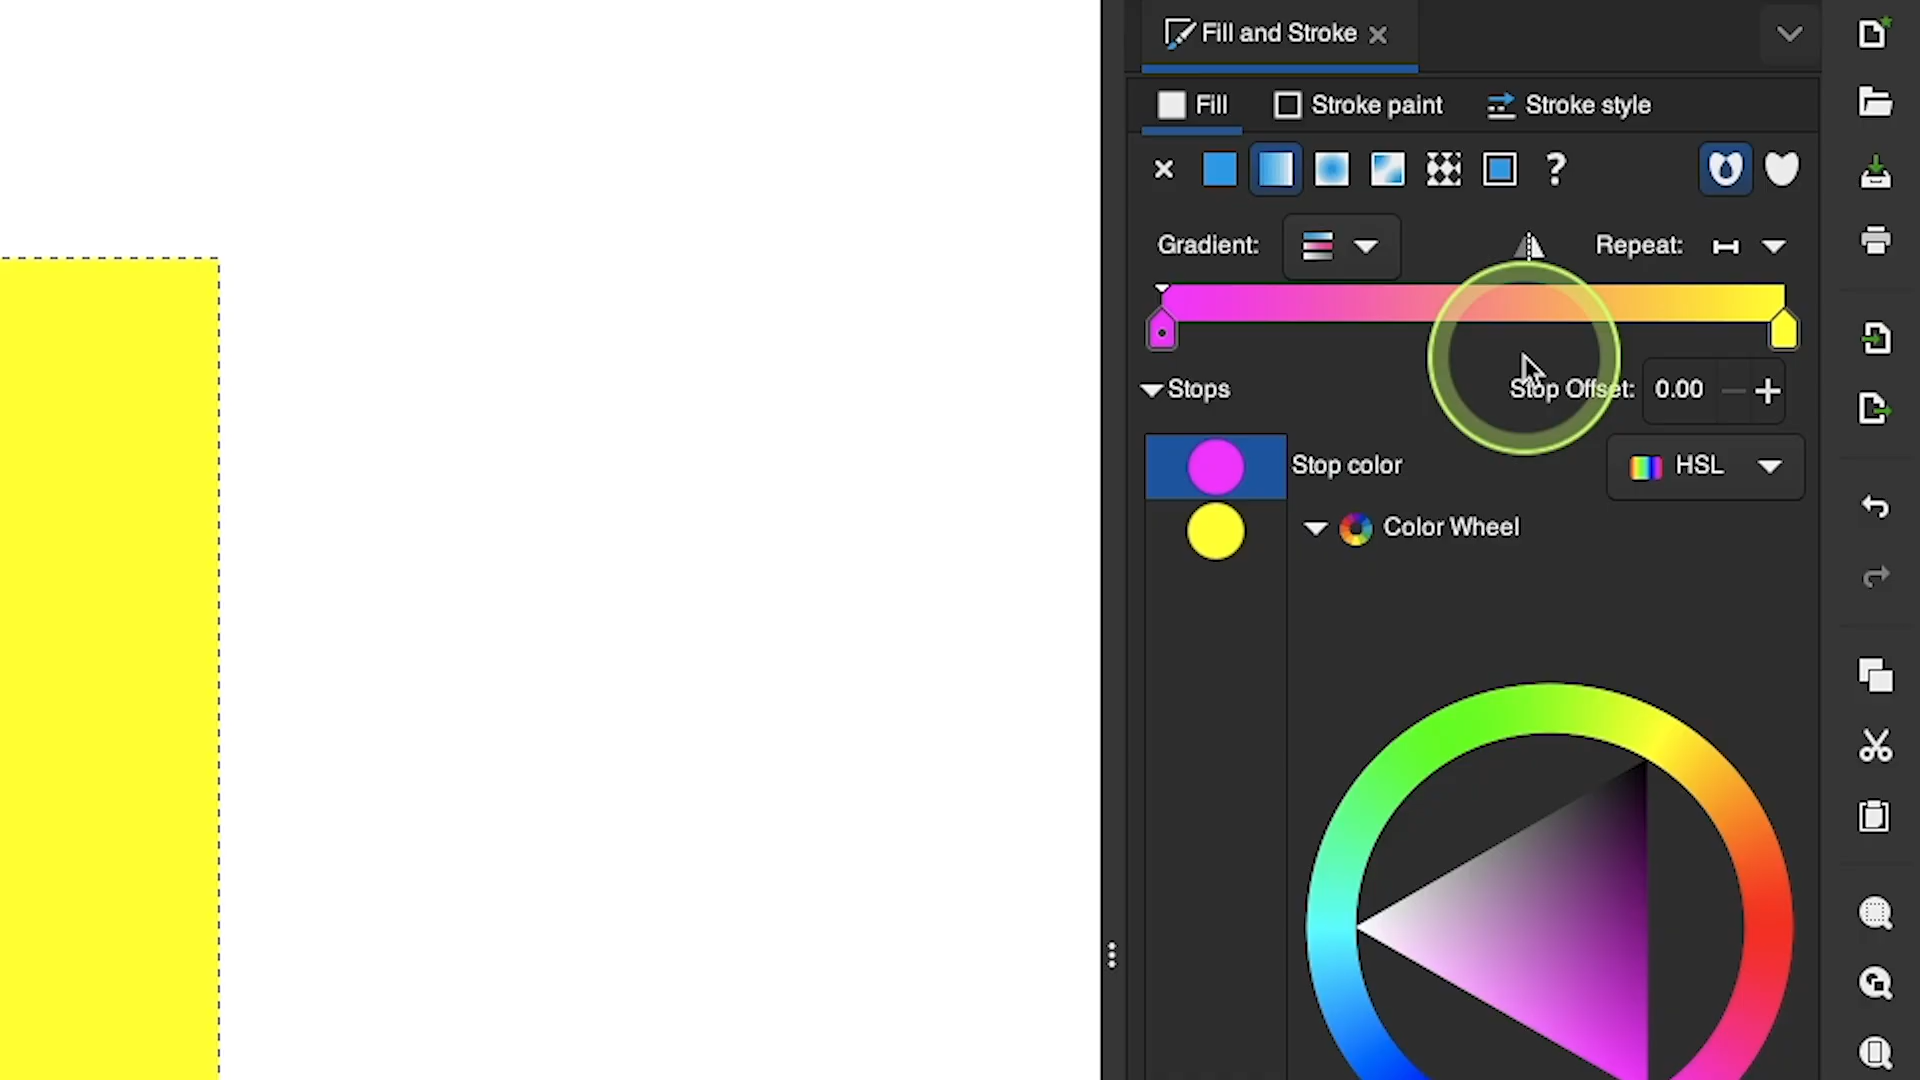 Fill and Stroke
Fill Stroke paint Stroke style
?
Gradient: Repeat:
Stops Stop Offset: 0.00
Stop color HSL
Color Wheel